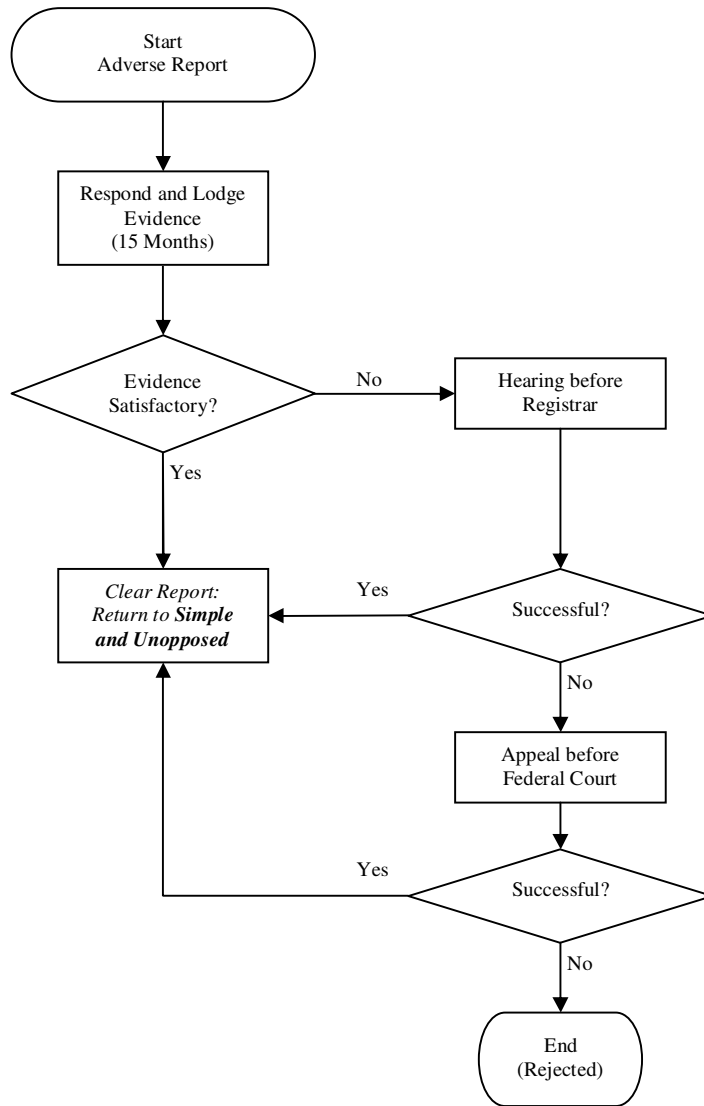 Start
Adverse Report
Respond and Lodge
Evidence
(15 Months)
Evidence
Satisfactory?
No
Hearing before
Registrar
Yes
Clear Report:
Return to Simple
and Unopposed
Yes
Successful?
No
Appeal before
Federal Court
Yes
Successful?
No
End
(Rejected)